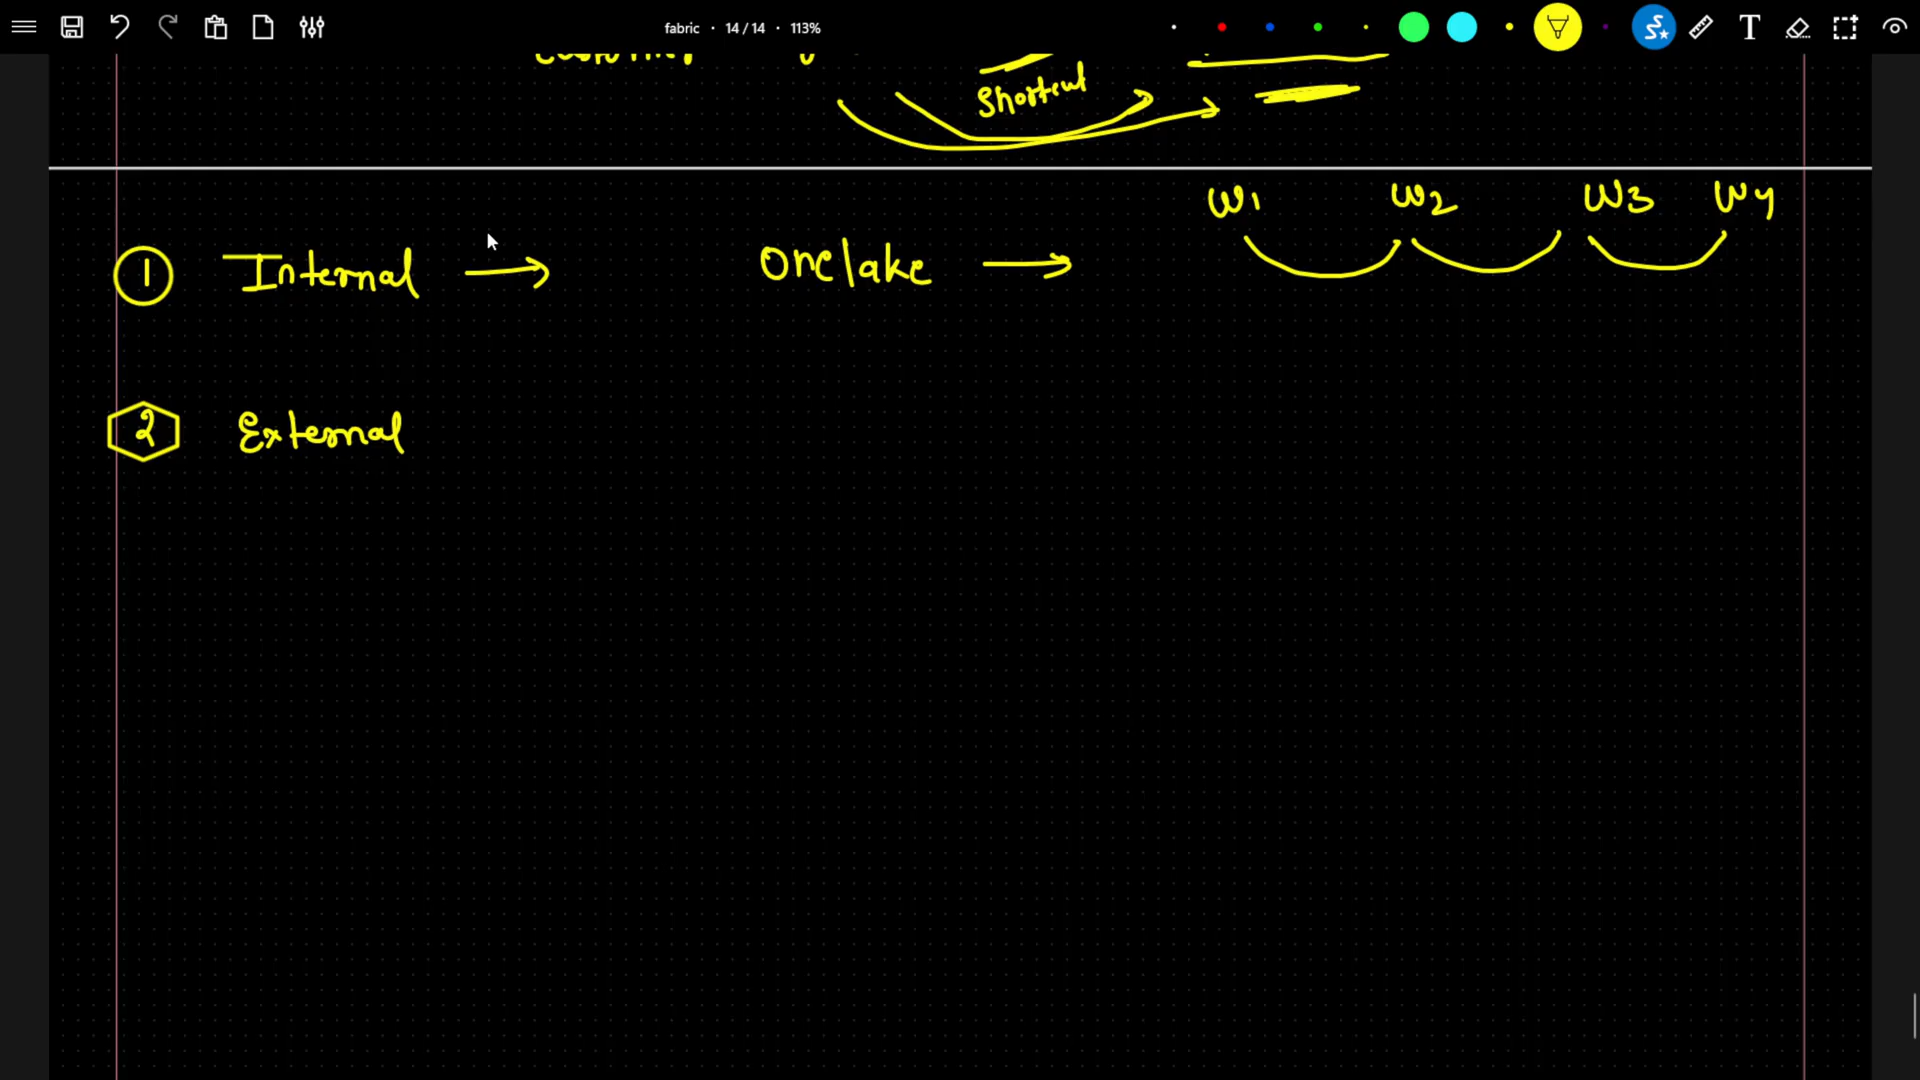 fabric • 14 / 14 • 113%
T
Shortcut
W1 W2 W3 W4
1 Internal → Onelake →
2 External